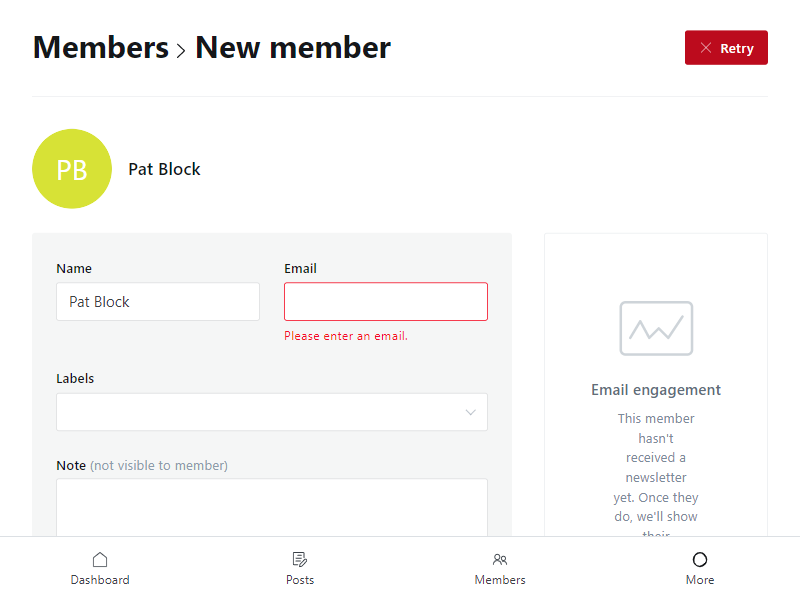 Members > New member
Retry
PB
Pat Block
Name
Email
Pat Block
Please enter an email.
Labels
Note (not visible to member)
Email engagement
This member
hasn't
received a
newsletter
yet. Once they
do, we'll show
their
Dashboard
Posts
Members
More